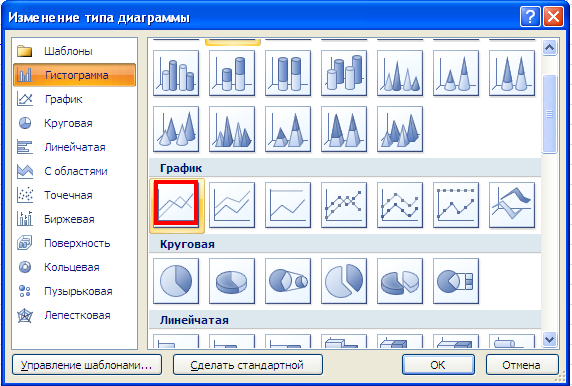 Изменение типа диаграммы
Шаблоны
Гистограмма
График
Круговая
Линейчатая
С областями
Точечная
Биржевая
Поверхность
Кольцевая
Пузырьковая
Лепестковая
График
Круговая
Линейчатая
Управление шаблонами...
Сделать стандартной
ОК
Отмена